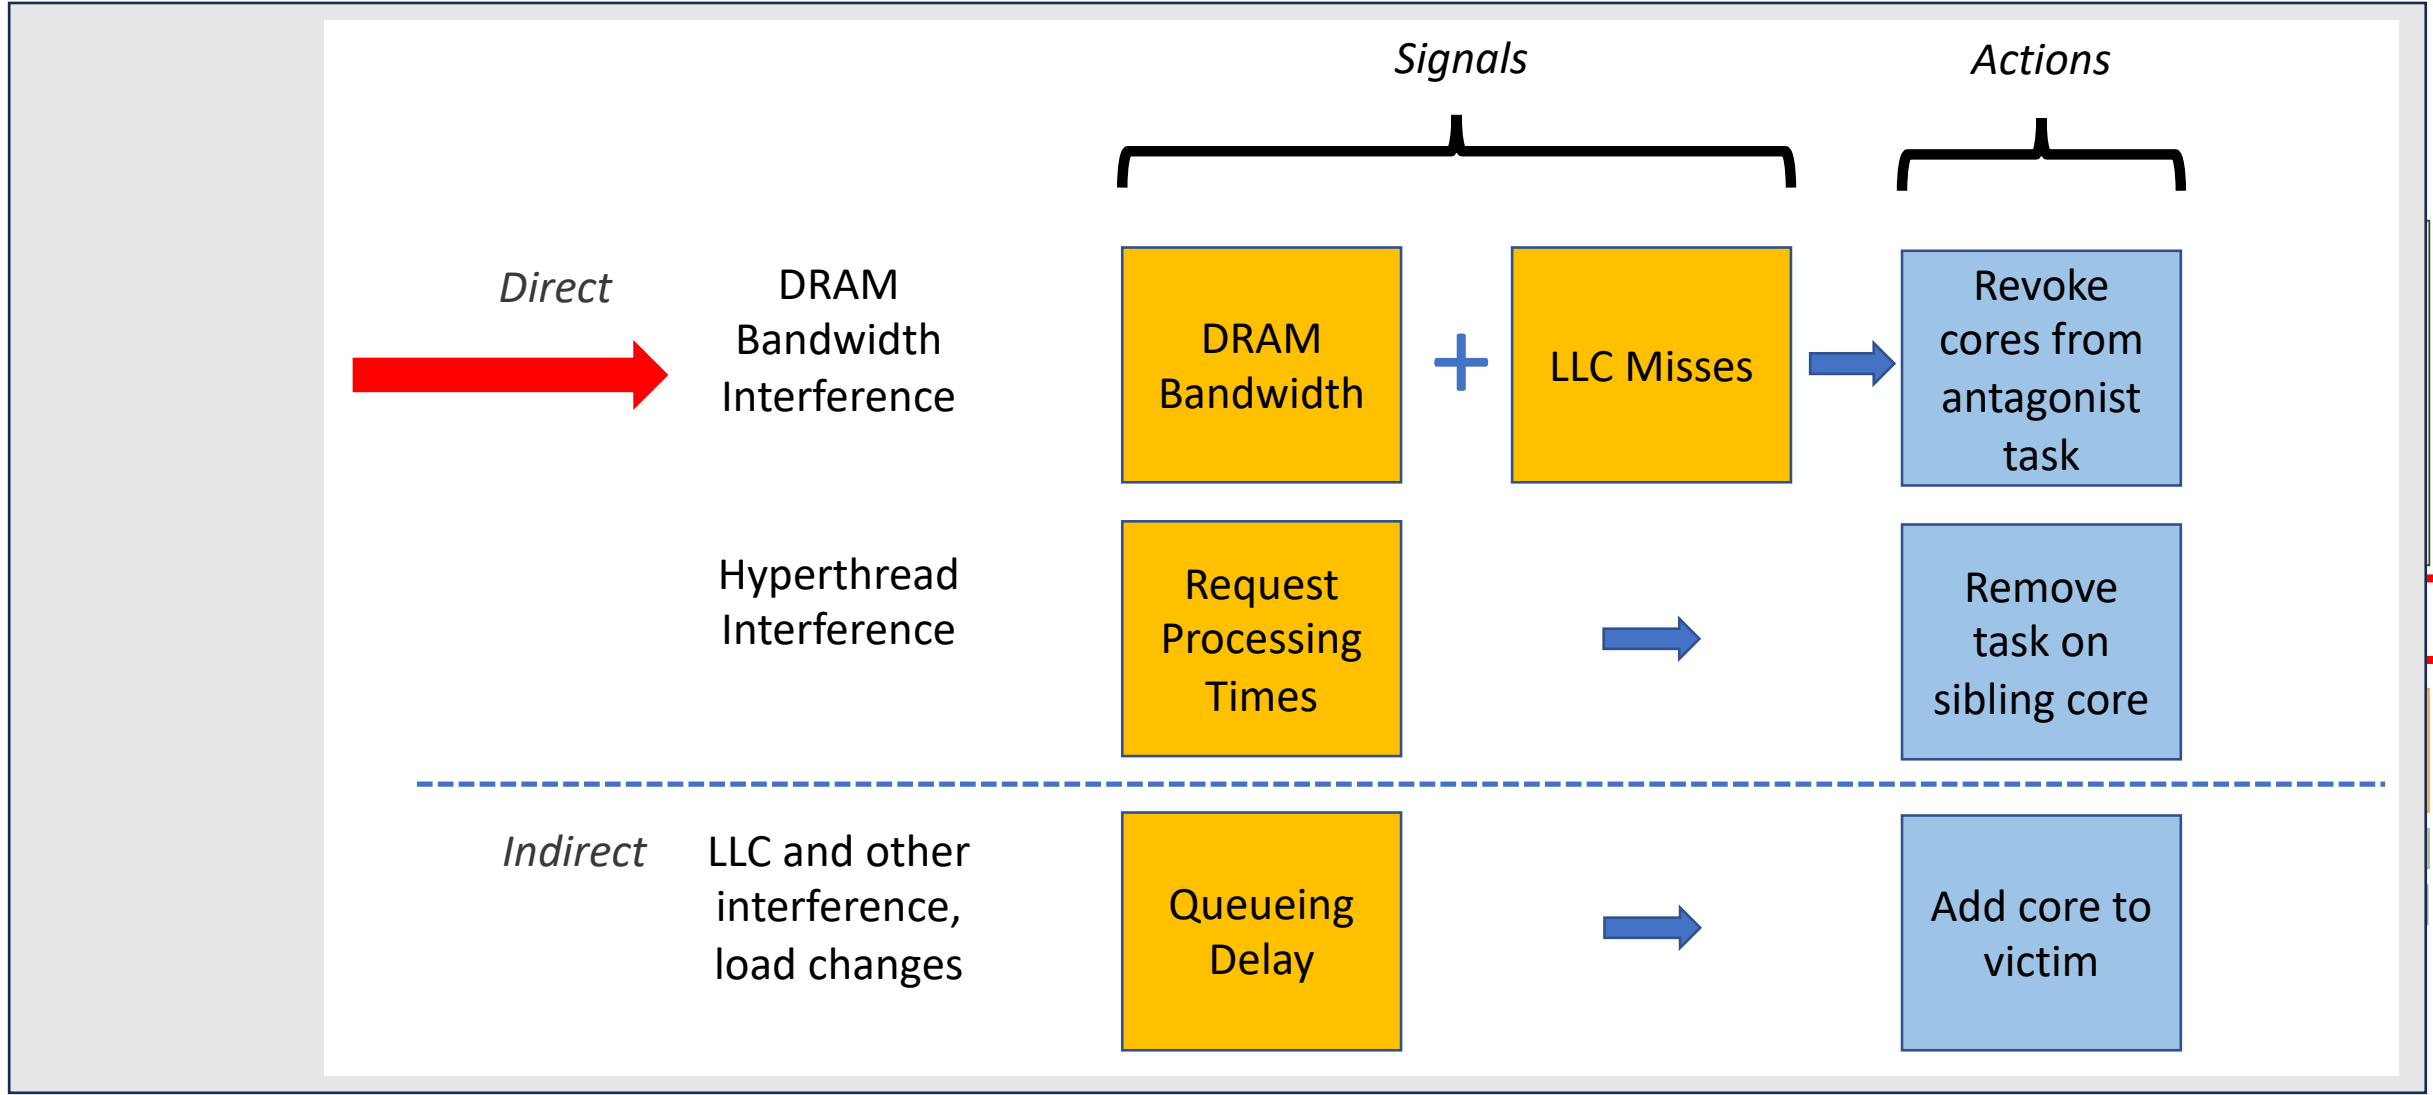 Signals
Actions
Direct
DRAM
Bandwidth
Interference
DRAM
Bandwidth
+
LLC Misses
Revoke
cores from
antagonist
task
Hyperthread
Interference
Request
Processing
Times
Remove
task on
sibling core
Indirect
LLC and other
interference,
load changes
Queueing
Delay
Add core to
victim